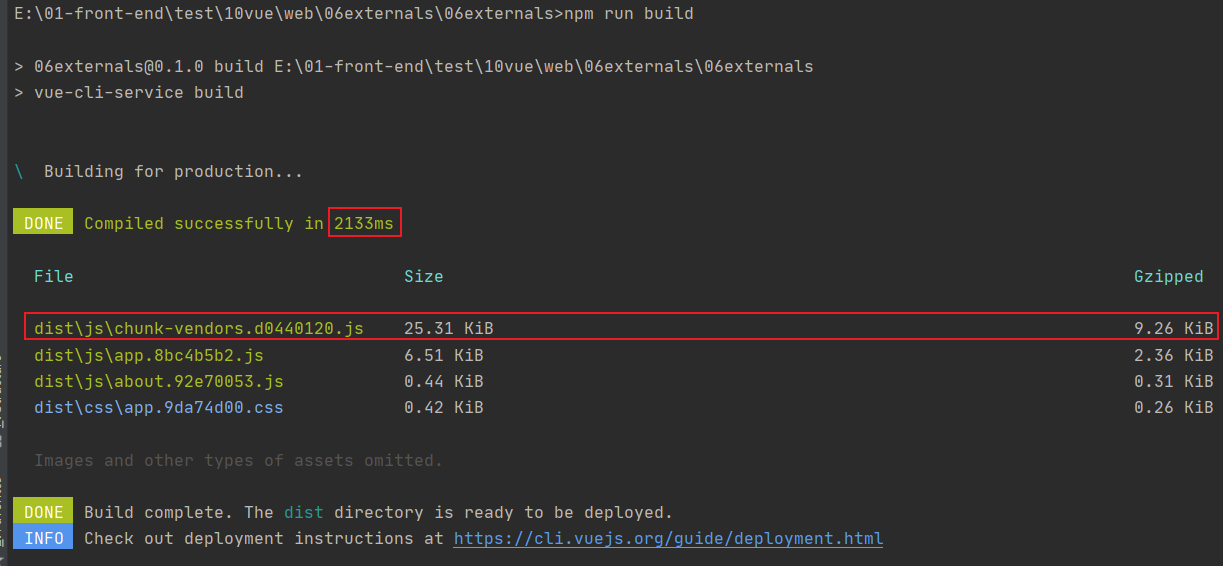 E:\01-front-end\test\10vue\web\06externals\06externals>npm run build
> 06externals@0.1.0 build E:\01-front-end\test\10vue\web\06externals\06externals
> vue-cli-service build
\ Building for production...
DONE Compiled successfully in 2133ms
File Size Gzipped
dist\js\chunk-vendors.d0440120.js 25.31 KiB 9.26 KiB
dist\js\app.8bc4b5b2.js 6.51 KiB 2.36 KiB
dist\js\about.92e70053.js 0.44 KiB 0.31 KiB
dist\css\app.9da74d00.css 0.42 KiB 0.26 KiB
Images and other types of assets omitted.
DONE Build complete. The dist directory is ready to be deployed.
INFO Check out deployment instructions at https://cli.vuejs.org/guide/deployment.html